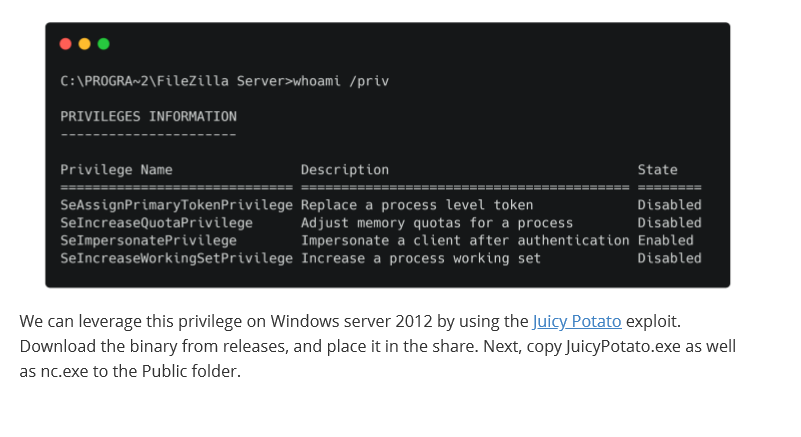 C:\PROGRA~2\FileZilla Server>whoami /priv
PRIVILEGES INFORMATION
----------------------
Privilege Name Description State
============================= ========================================= ========
SeAssignPrimaryTokenPrivilege Replace a process level token Disabled
SeIncreaseQuotaPrivilege Adjust memory quotas for a process Disabled
SeImpersonatePrivilege Impersonate a client after authentication Enabled
SeIncreaseWorkingSetPrivilege Increase a process working set Disabled
We can leverage this privilege on Windows server 2012 by using the Juicy Potato exploit.
Download the binary from releases, and place it in the share. Next, copy JuicyPotato.exe as well
as nc.exe to the Public folder.